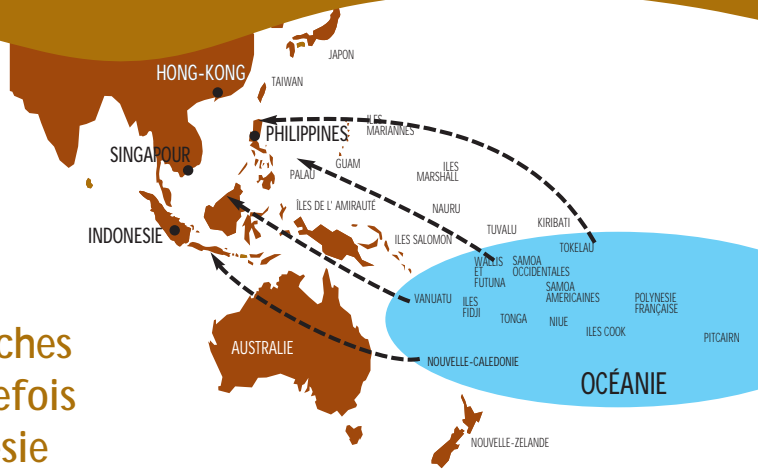 JAPON
HONG-KONG
TAIWAN
ILES
MARIANNES
PHILIPPINES
SINGAPOUR
GUAM
PALAU
ILES
MARSHALL
ÎLES DE L' AMIRAUTÉ
NAURU
INDONESIE
ILES SALOMON
TUVALU
KIRIBATI
TOKELAU
WALLIS
ET
FUTUNA
SAMOA
OCCIDENTALES
SAMOA
AMERICAINES
VANUATU
ILES
FIDJI
TONGA
NIUE
ILES COOK
POLYNESIE
FRANÇAISE
PITCAIRN
AUSTRALIE
NOUVELLE-CALEDONIE
OCÉANIE
NOUVELLE-ZELANDE
ches
efois
sie